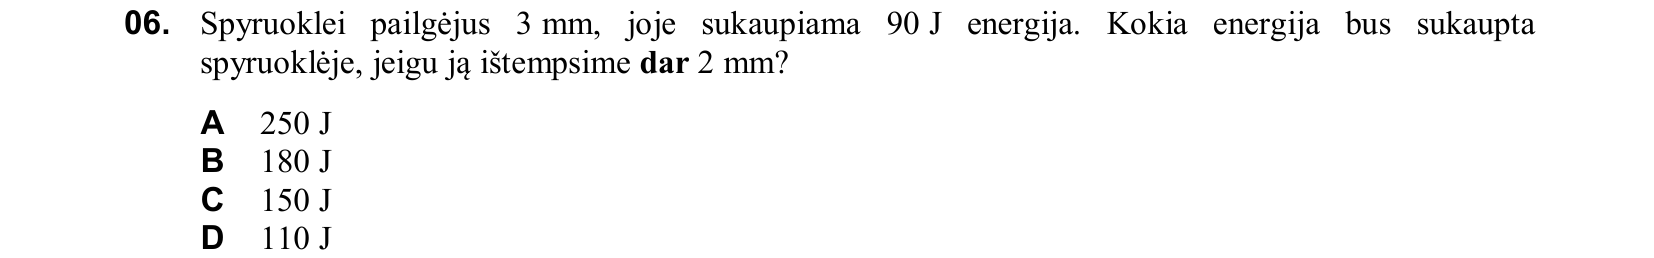 06. Spyruoklei pailgėjus 3 mm, joje sukaupiama 90 J energija. Kokia energija bus sukaupta
spyruoklėje, jeigu ją ištempsime dar 2 mm?
A 250 J
B 180 J
C 150 J
D 110 J